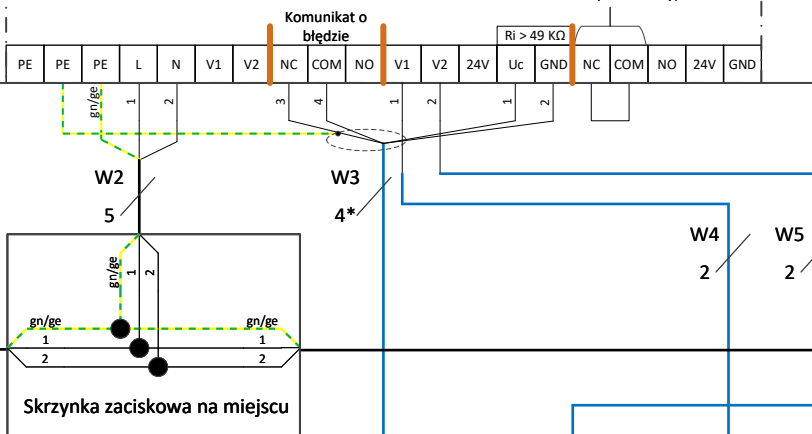 Komunikat o
błędzie
Ri > 49 KΩ
PE PE PE L N V1 V2 NC COM NO V1 V2 24V Uc GND NC COM NO 24V GND
gn/ge 1 2 3 4 1 2 1 2
W2 W3
5 4*
W4 W5
2 2
gn/ge 1 2
gn/ge gn/ge
1 1
2 2
Skrzynka zaciskowa na miejscu